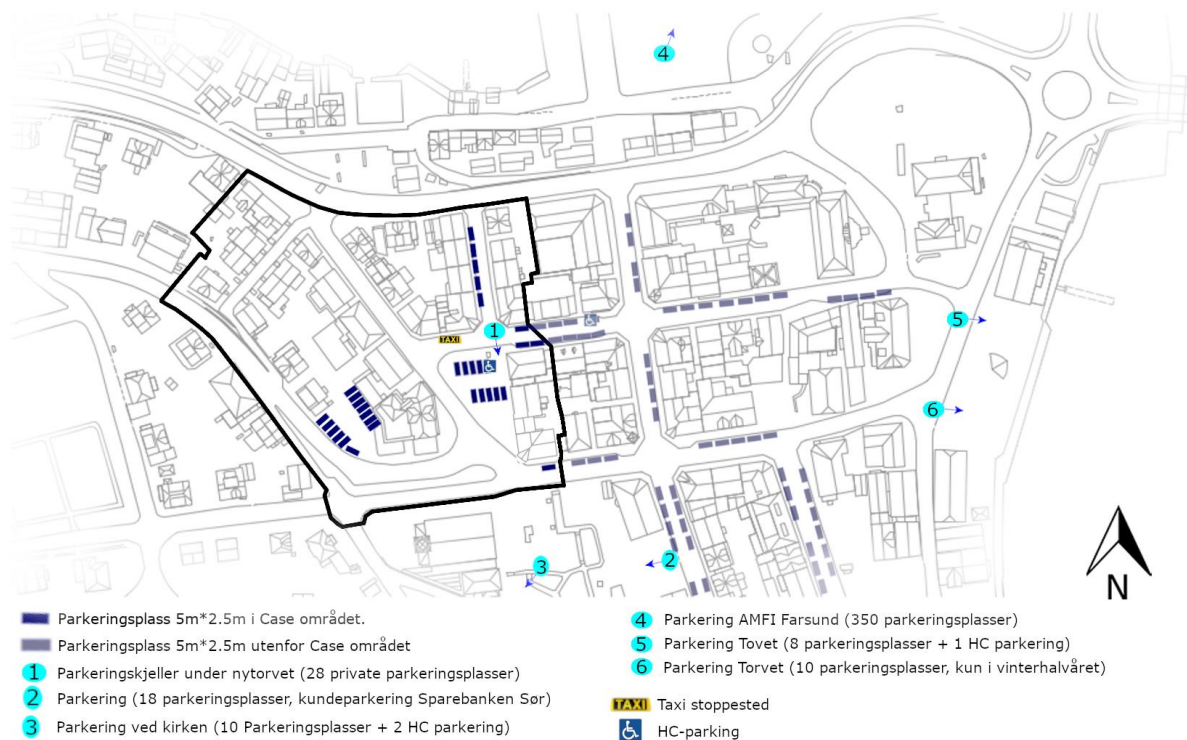 4
1
TAXI
5
6
2
3
N
Parkeringsplass 5m*2.5m i Case området.
Parkeringsplass 5m*2.5m utenfor Case området
1 Parkeringskjeller under nytorvet (28 private parkeringsplasser)
2 Parkering (18 parkeringsplasser, kundeparkering Sparebanken Sør)
3 Parkering ved kirken (10 Parkeringsplasser + 2 HC parkering)
4 Parkering AMFI Farsund (350 parkeringsplasser)
5 Parkering Tovet (8 parkeringsplasser + 1 HC parkering)
6 Parkering Torvet (10 parkeringsplasser, kun i vinterhalvåret)
TAXI Taxi stoppested
HC-parking